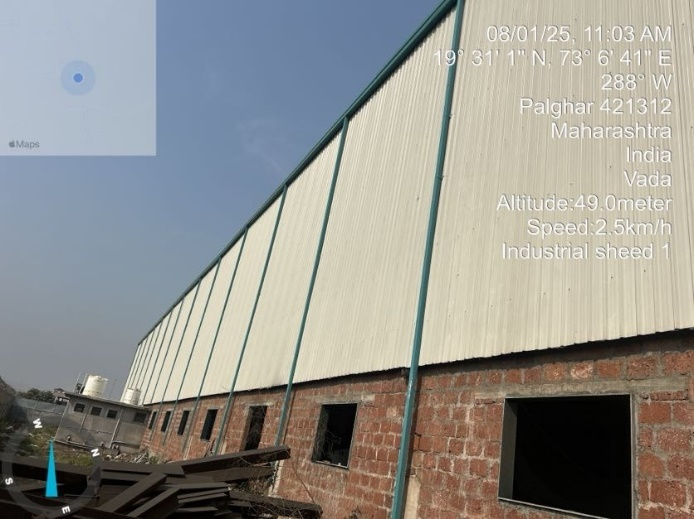 08/01/25, 11:03 AM
19° 31' 1" N, 73° 6' 41" E
288° W
Palghar 421312
Maharashtra
India
Vada
Altitude:49.0meter
Speed:2.5km/h
Industrial sheed 1
Maps
W
N
S
E